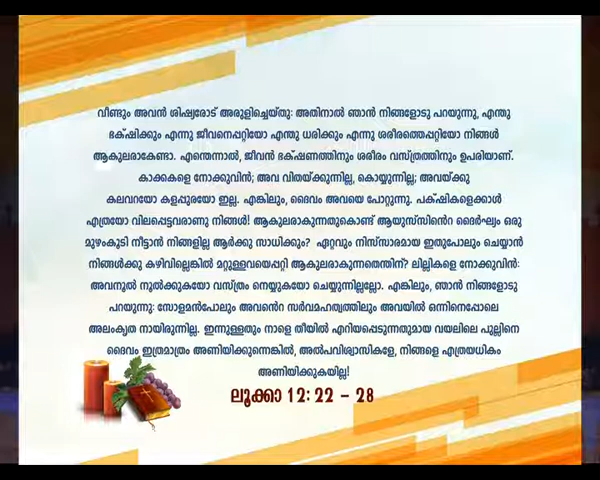 വീണ്ടും അവൻ ശിഷ്യരോട് അരുളിച്ചെയ്തു: അതിനാൽ ഞാൻ നിങ്ങളോടു പറയുന്നു, എന്തു
ഭക്ഷിക്കും എന്നു ജീവനെപ്പറ്റിയോ എന്തു ധരിക്കും എന്നു ശരീരത്തെപ്പറ്റിയോ നിങ്ങൾ
ആകുലരാകേണ്ടാ. എന്തെന്നാൽ, ജീവൻ ഭക്ഷണത്തിനും ശരീരം വസ്ത്രത്തിനും ഉപരിയാണ്.
കാക്കകളെ നോക്കുവിൻ; അവ വിതയ്ക്കുന്നില്ല, കൊയ്യുന്നില്ല; അവയ്ക്കു
കലവറയോ കളപ്പുരയോ ഇല്ല. എങ്കിലും, ദൈവം അവയെ പോറ്റുന്നു. പക്ഷികളെക്കാൾ
എത്രയോ വിലപ്പെട്ടവരാണു നിങ്ങൾ! ആകുലരാകുന്നതുകൊണ്ട് ആയുസ്സിൻെറ ദൈർഘ്യം ഒരു
മുഴംകൂടി നീട്ടാൻ നിങ്ങളില്‍ ആർക്കു സാധിക്കും? ഏറ്റവും നിസ്സാരമായ ഇതുപോലും ചെയ്യാൻ
നിങ്ങൾക്കു കഴിവില്ലെങ്കിൽ മറ്റുള്ളവയെപ്പറ്റി ആകുലരാകുന്നതെന്തിന്? ലില്ലികളെ നോക്കുവിൻ:
അവനൂൽ നൂൽക്കുകയോ വസ്ത്രം നെയ്യുകയോ ചെയ്യുന്നില്ലല്ലോ. എങ്കിലും, ഞാൻ നിങ്ങളോടു
പറയുന്നു: സോളമൻപോലും അവൻെറ സർവമഹത്വത്തിലും അവയിൽ ഒന്നിനെപ്പോലെ
അലംകൃത നായിരുന്നില്ല. ഇന്നുള്ളതും നാളെ തീയിൽ എറിയപ്പെടുന്നതുമായ വയലിലെ പുല്ലിനെ
ദൈവം ഇത്രമാത്രം അണിയിക്കുന്നെങ്കിൽ, അൽപവിശ്വാസികളേ, നിങ്ങളെ എത്രയധികം
അണിയിക്കുകയില്ല!
ലൂക്കാ 12: 22 – 28